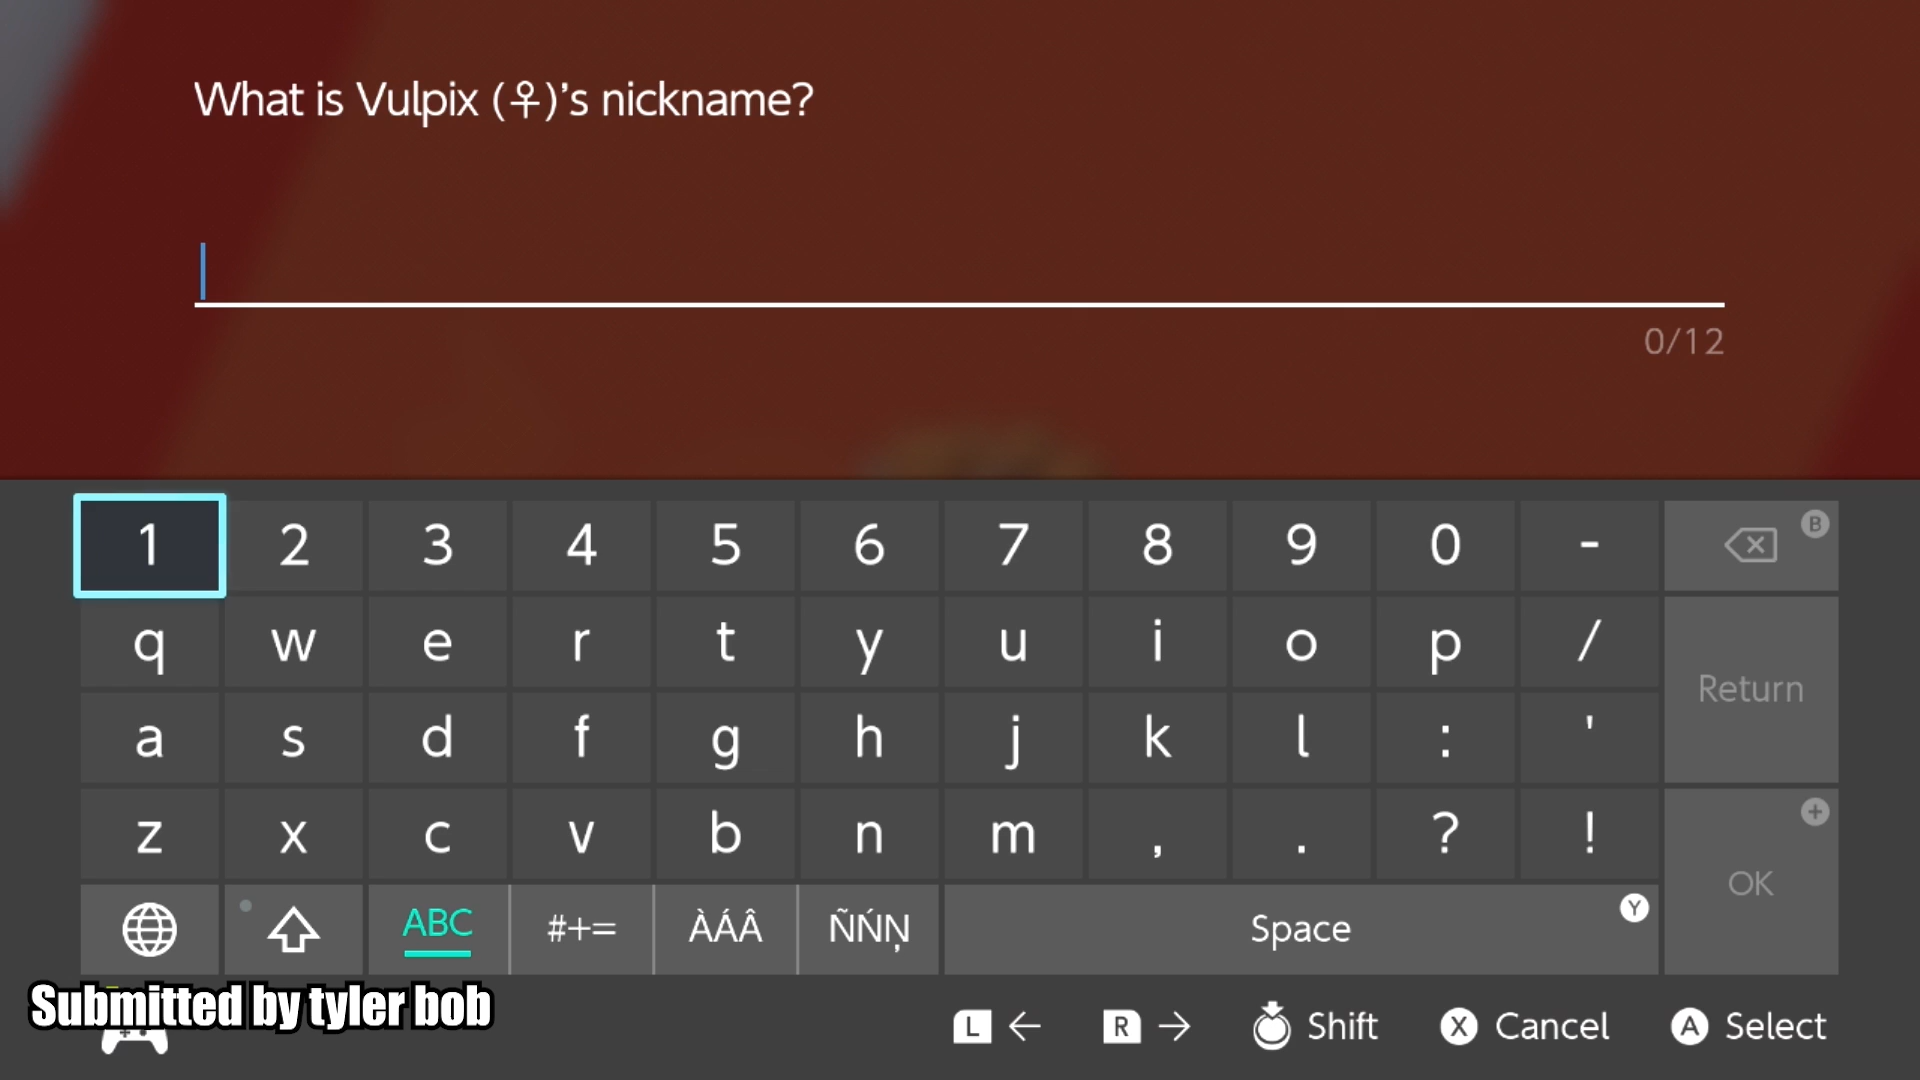 What is Vulpix (♀)'s nickname?
0/12
1 2 3 4 5 6 7 8 9 0 - B
q w e r t y u i o p / Return
a s d f g h j k l : '
z x c v b n m , . ? ! +
ABC #+= ÀÁÂ ÑŃŅ Space Y OK
Submitted by tyler bob
L ← R → Shift X Cancel A Select